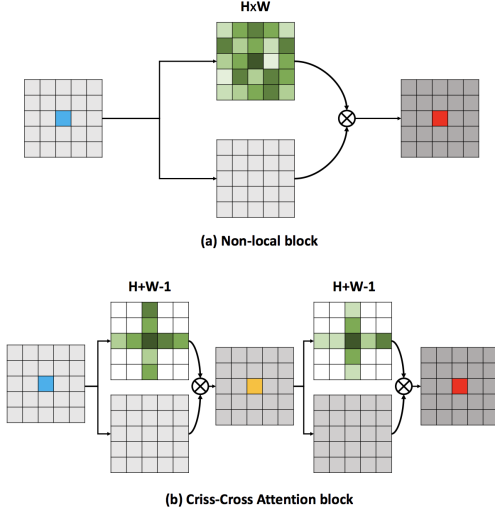 HxW
(a) Non-local block
H+W-1 H+W-1
(b) Criss-Cross Attention block